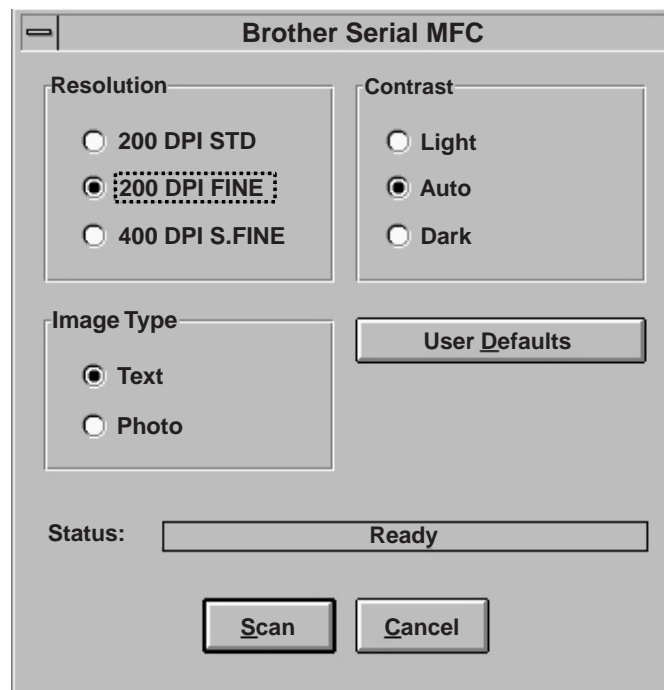 Brother Serial MFC
Resolution
200 DPI STD
200 DPI FINE
400 DPI S.FINE
Contrast
Light
Auto
Dark
Image Type
Text
Photo
User Defaults
Status:
Ready
Scan
Cancel